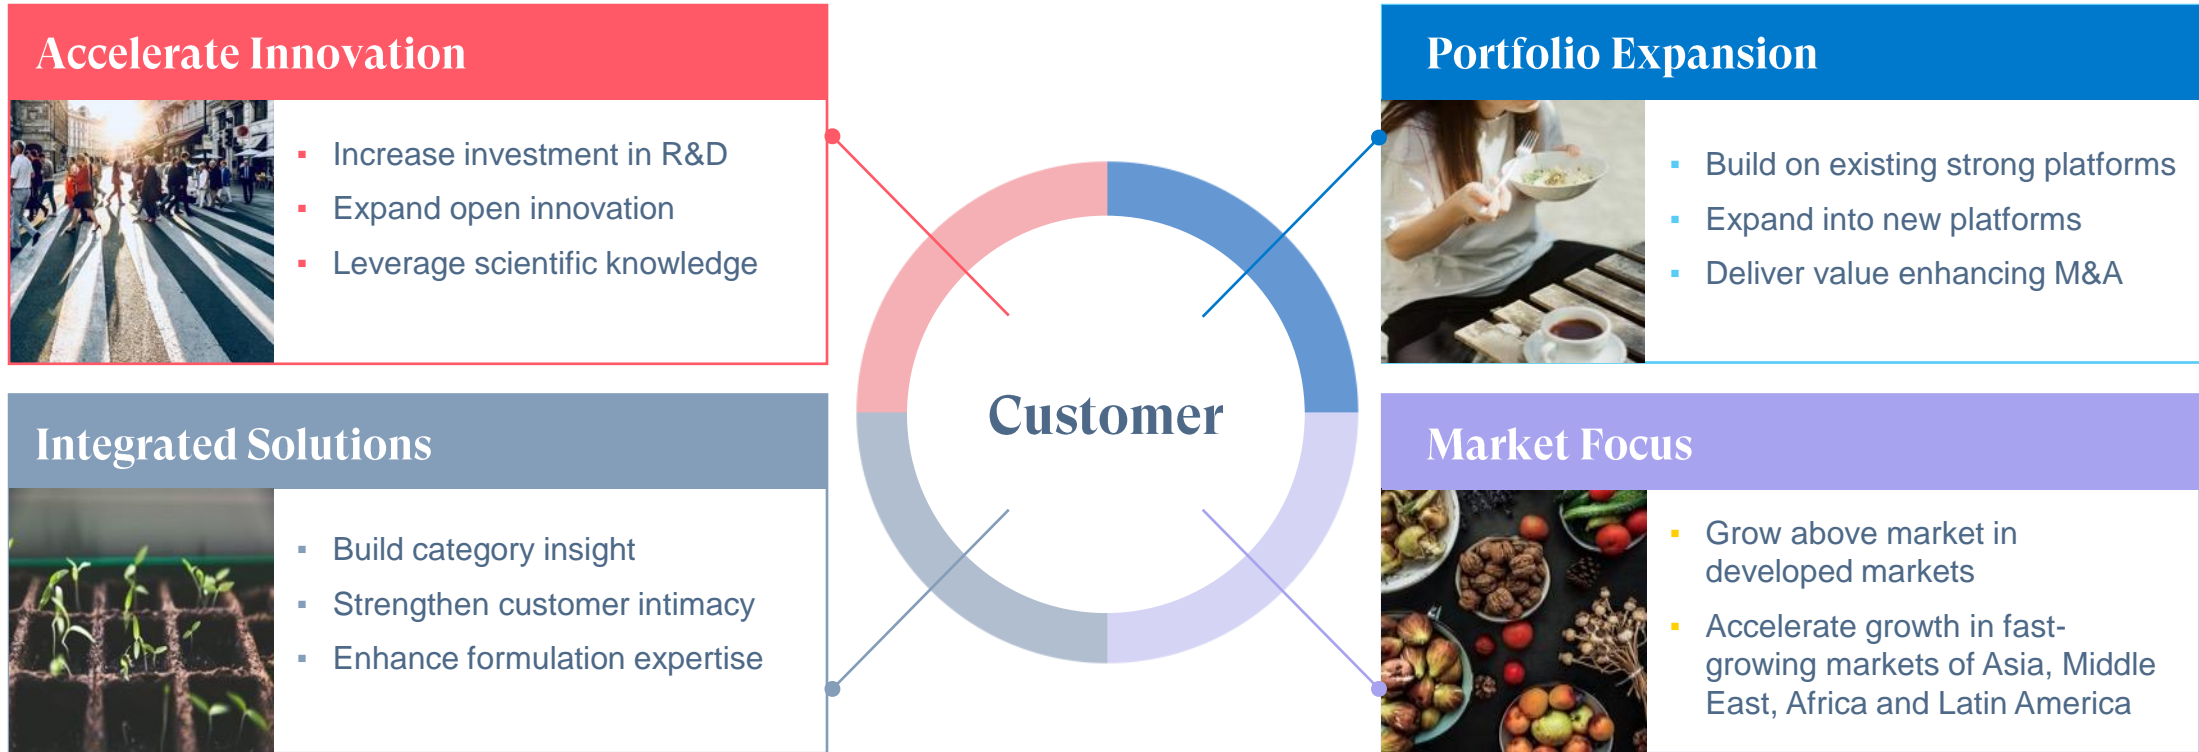 Accelerate Innovation
Increase investment in R&D
Expand open innovation
Leverage scientific knowledge
Portfolio Expansion
Build on existing strong platforms
Expand into new platforms
Deliver value enhancing M&A
Customer
Integrated Solutions
Build category insight
Strengthen customer intimacy
Enhance formulation expertise
Market Focus
Grow above market in
developed markets
Accelerate growth in fast-
growing markets of Asia, Middle
East, Africa and Latin America